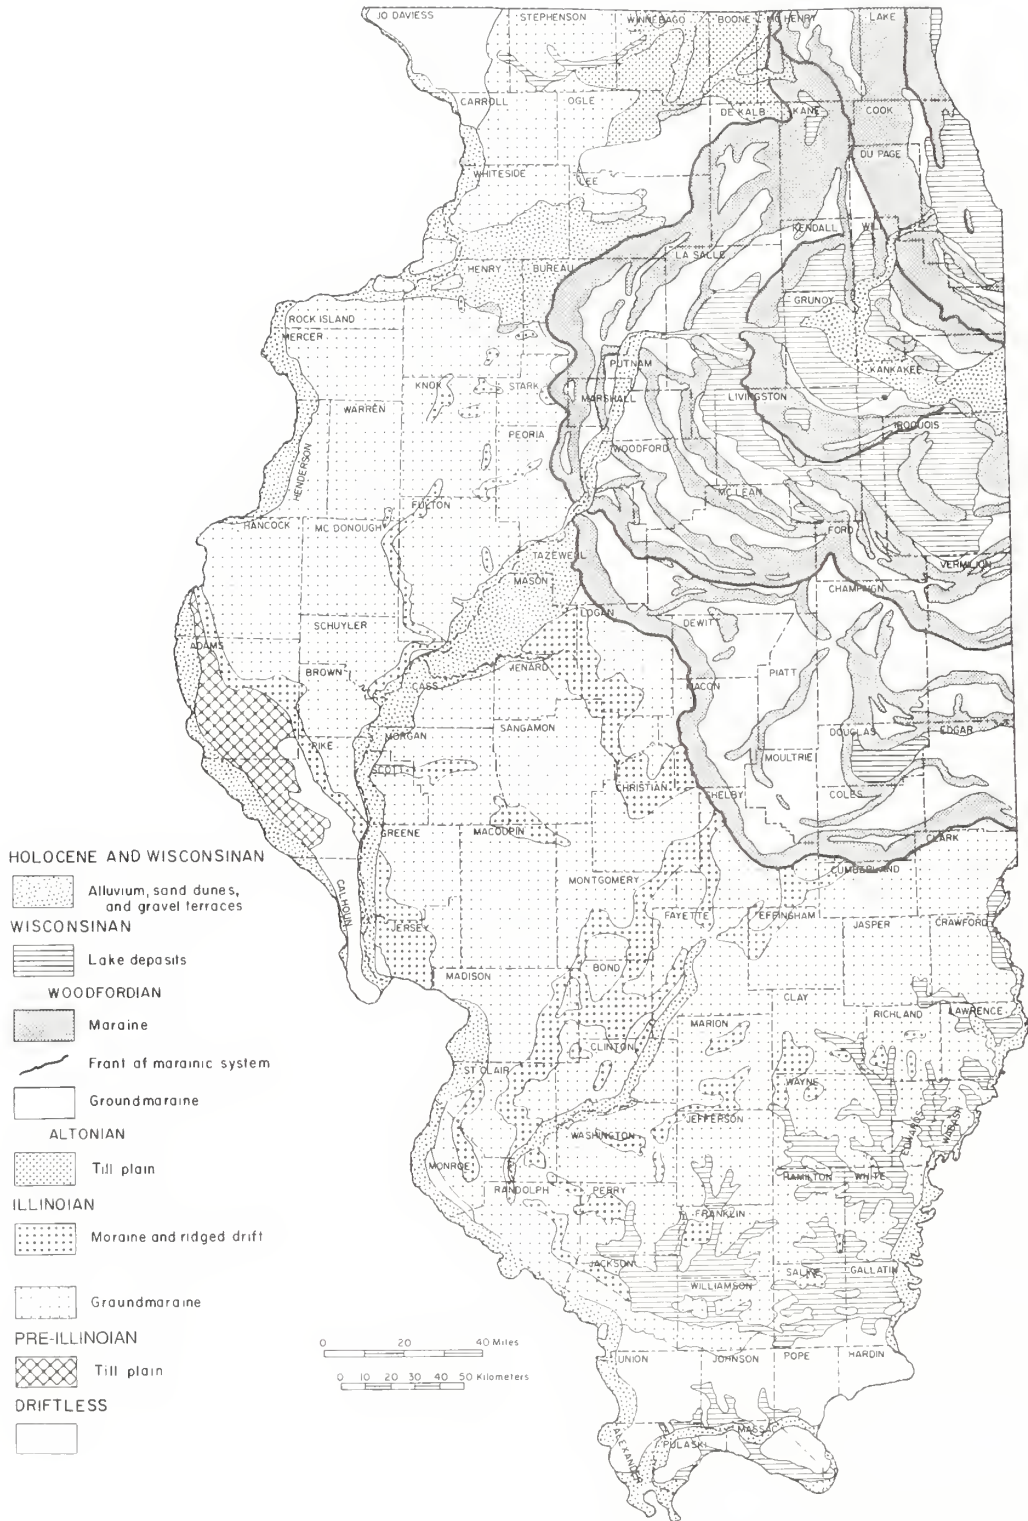 JO DAVIESS
STEPHENSON
WINNEBAGO
BOONE
MC HENRY
LAKE
CARROLL
OGLE
DE KALB
KANE
COOK
DU PAGE
WHITESIDE
LEE
KENDALL
WILL
LA SALLE
HENRY
BUREAU
GRUNDY
ROCK ISLAND
MERCER
PUTNAM
KANKAKEE
KNOX
STARK
MARSHALL
LIVINGSTON
WARREN
IROQUOIS
PEORIA
WOODFORD
HENDERSON
MC LEAN
FULTON
HANCOCK
MC DONOUGH
FORD
TAZEWELL
VERMILION
MASON
CHAMPAIGN
LOGAN
DEWITT
SCHUYLER
ADAMS
BROWN
MENARD
PIATT
CASS
MACON
SANGAMON
DOUGLAS
EDGAR
MORGAN
PIKE
MOULTRIE
SCOTT
CHRISTIAN
SHELBY
COLES
GREENE
MACOUPIN
CLARK
CUMBERLAND
MONTGOMERY
CALHOUN
FAYETTE
EFFINGHAM
JASPER
CRAWFORD
JERSEY
BOND
MADISON
CLAY
RICHLAND
LAWRENCE
MARION
CLINTON
ST CLAIR
WAYNE
EDWARDS
WABASH
JEFFERSON
WASHINGTON
MONROE
HAMILTON
WHITE
RANDOLPH
PERRY
FRANKLIN
JACKSON
SALINE
GALLATIN
WILLIAMSON
UNION
JOHNSON
POPE
HARDIN
ALEXANDER
PULASKI
MASSAC
HOLOCENE AND WISCONSINAN
Alluvium, sand dunes,
and gravel terraces
WISCONSINAN
Lake deposits
WOODFORDIAN
Maraine
Front af marainic system
Groundmaraine
ALTONIAN
Till plain
ILLINOIAN
Moraine and ridged drift
Groundmaraine
PRE-ILLINOIAN
Till plain
DRIFTLESS
0 20 40 Miles
0 10 20 30 40 50 Kilometers